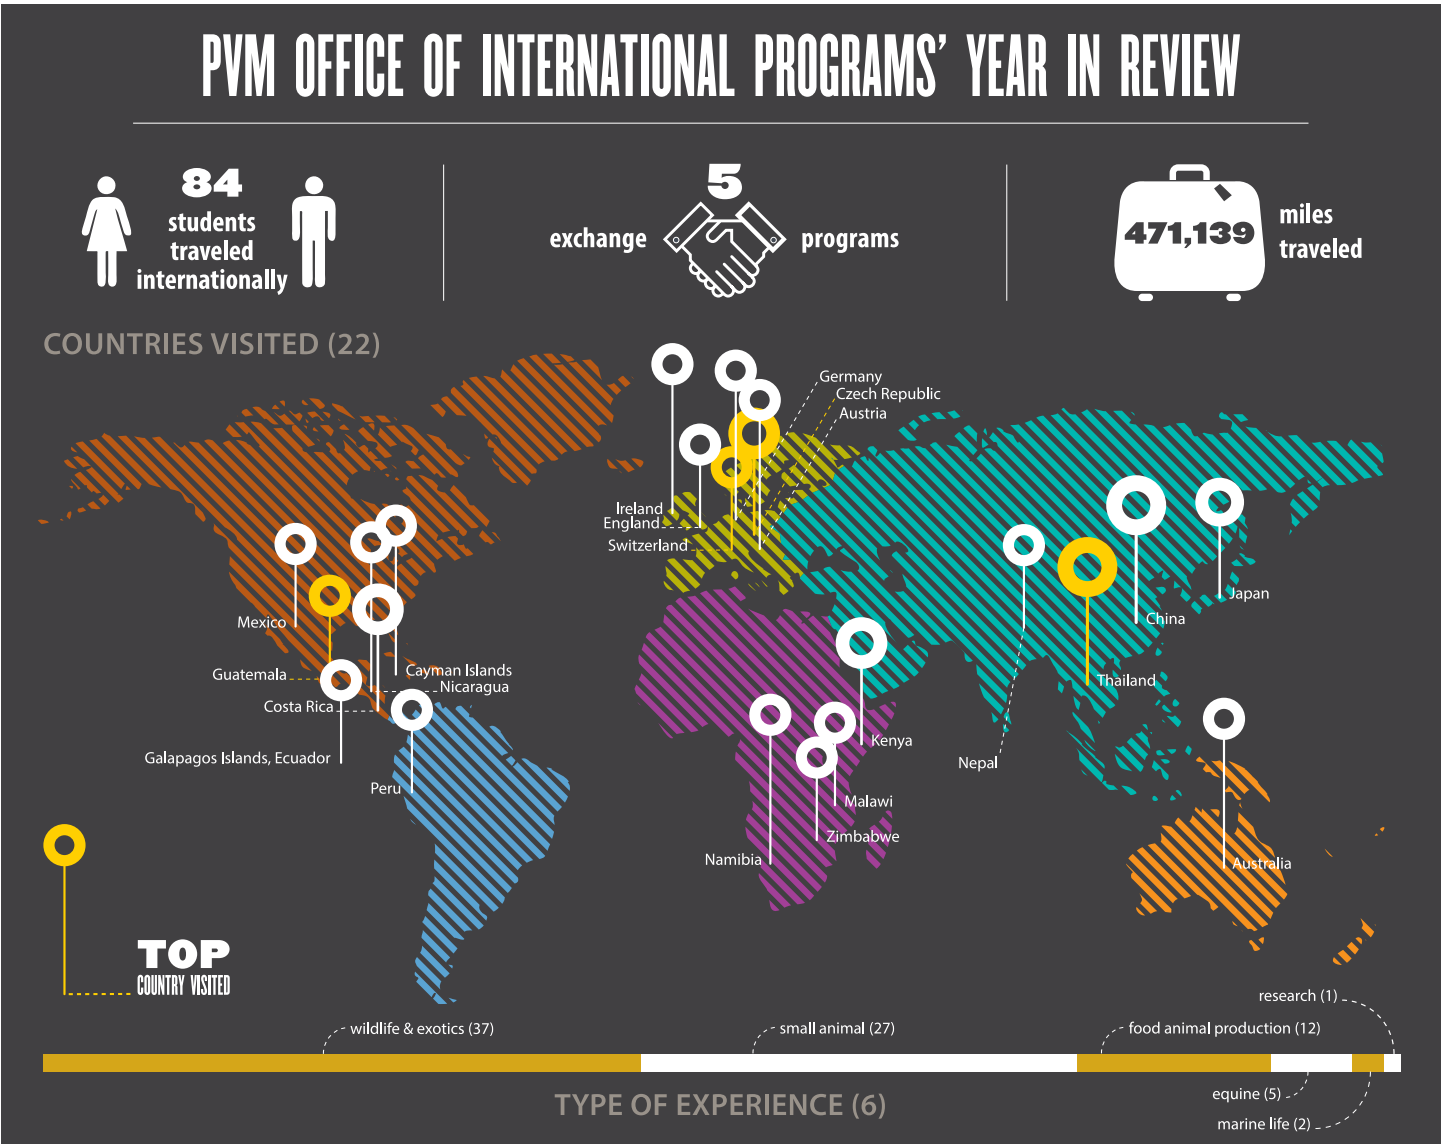 PVM OFFICE OF INTERNATIONAL PROGRAMS' YEAR IN REVIEW
84
students
traveled
internationally
5
exchange
programs
471,139
miles
traveled
COUNTRIES VISITED (22)
Germany
Czech Republic
Austria
Ireland
England
Switzerland
Mexico
Guatemala
Cayman Islands
Nicaragua
Costa Rica
Galapagos Islands, Ecuador
Peru
Japan
China
Thailand
Nepal
Kenya
Malawi
Zimbabwe
Namibia
Australia
TOP
COUNTRY VISITED
research (1)
wildlife & exotics (37)
small animal (27)
food animal production (12)
equine (5)
marine life (2)
TYPE OF EXPERIENCE (6)